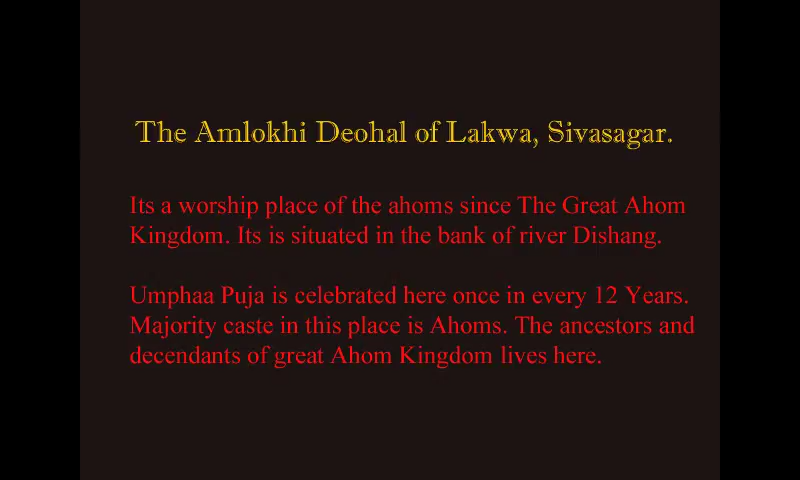 The Amlokhi Deohal of Lakwa, Sivasagar.
Its a worship place of the ahoms since The Great Ahom
Kingdom. Its is situated in the bank of river Dishang.
Umphaa Puja is celebrated here once in every 12 Years.
Majority caste in this place is Ahoms. The ancestors and
decendants of great Ahom Kingdom lives here.